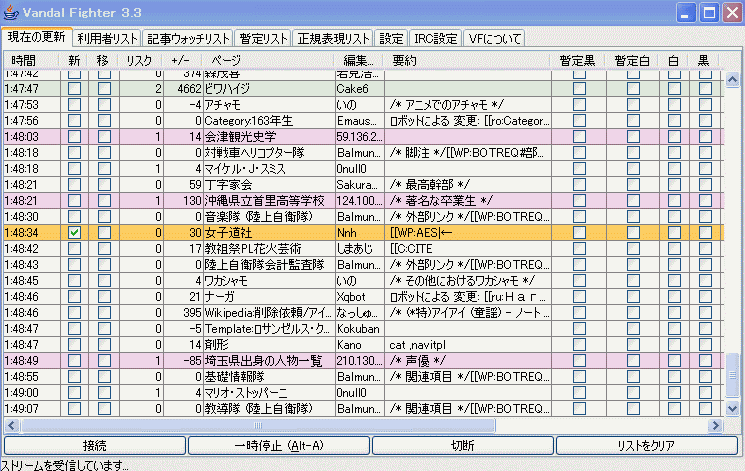 Vandal Fighter 3.3
現在の更新 利用者リスト 記事ウォッチリスト 暫定リスト 正規表現リスト 設定 IRC設定 VFについて
時間 新 移 リスク +/- ページ 編集... 要約 暫定黒 暫定白 白 黒
1:47:42 0 374
1:47:47 2 4662 ビワハイジ Cake6
1:47:53 0 -4 アチャモ いの /* アニメでのアチャモ */
1:47:56 0 0 Category:163年生 Emaus... ロボットによる 変更: [[ro:Categor...
1:48:03 1 14 会津観光史学 59.136.2...
1:48:18 0 0 対戦車ヘリコプター隊 Balmun... /* 脚注 */[[WP:BOTREQ#部...
1:48:18 1 4 マイケル・J・スミス 0null0
1:48:21 0 59 丁字家会 Sakura... /* 最高幹部 */
1:48:21 1 130 沖縄県立首里高等学校 124.100... /* 著名な卒業生 */
1:48:30 0 0 音楽隊 (陸上自衛隊) Balmun... /* 外部リンク */[[WP:BOTREQ...
1:48:34 0 30 女子道社 Nnh [[WP:AES|←
1:48:42 0 17 教祖祭PL花火芸術 しまあじ [[C:CITE
1:48:43 0 0 陸上自衛隊会計監査隊 Balmun... /* 外部リンク */[[WP:BOTREQ...
1:48:45 0 4 ワカシャモ いの /* その他におけるワカシャモ */
1:48:46 0 21 ナーガ Xqbot ロボットによる 変更: [[ru:Ｈａｒ...
1:48:46 0 395 Wikipedia:削除依頼/アイ... なっしゅ... /* (*特)アイアイ (童謡) - ノート
1:48:47 0 -5 Template:ロサンゼルス・ク... Kokuban
1:48:47 0 14 剤形 Kano cat ,navitpl
1:48:49 1 -85 埼玉県出身の人物一覧 210.130... /* 声優 */
1:48:55 0 0 基礎情報隊 Balmun... /* 関連項目 */[[WP:BOTREQ...
1:49:00 0 4 マリオ・ストッパーニ 0null0
1:49:07 0 0 教導隊 (陸上自衛隊) Balmun... /* 関連項目 */[[WP:BOTREQ...
接続 一時停止 (Alt-A) 切断 リストをクリア
ストリームを受信しています...